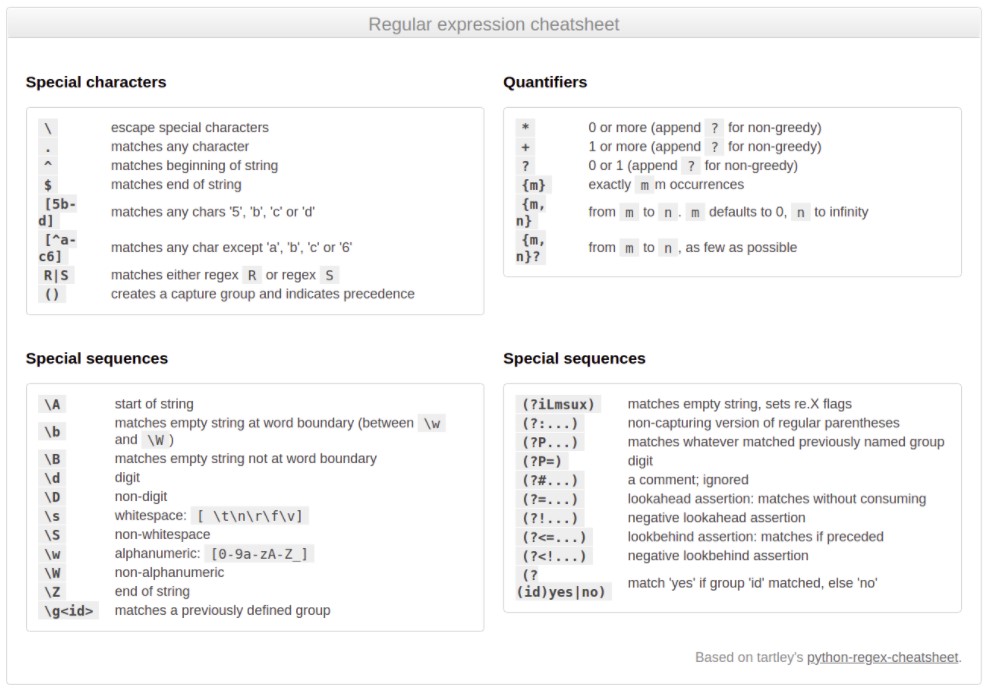 Regular expression cheatsheet
Special characters
\ escape special characters
. matches any character
^ matches beginning of string
$ matches end of string
[5b-
d] matches any chars '5', 'b', 'c' or 'd'
[^a-
c6] matches any char except 'a', 'b', 'c' or '6'
R|S matches either regex R or regex S
() creates a capture group and indicates precedence
Quantifiers
* 0 or more (append ? for non-greedy)
+ 1 or more (append ? for non-greedy)
? 0 or 1 (append ? for non-greedy)
{m} exactly m m occurrences
{m,
n} from m to n . m defaults to 0, n to infinity
{m,
n}? from m to n , as few as possible
Special sequences
\A start of string
\b matches empty string at word boundary (between \w
and \W )
\B matches empty string not at word boundary
\d digit
\D non-digit
\s whitespace: [ \t\n\r\f\v]
\S non-whitespace
\w alphanumeric: [0-9a-zA-Z_]
\W non-alphanumeric
\Z end of string
\g<id> matches a previously defined group
Special sequences
(?iLmsux) matches empty string, sets re.X flags
(?:...) non-capturing version of regular parentheses
(?P...) matches whatever matched previously named group
(?P=) digit
(?#...) a comment; ignored
(?=...) lookahead assertion: matches without consuming
(?!...) negative lookahead assertion
(?<=...) lookbehind assertion: matches if preceded
(?<!...) negative lookbehind assertion
(?
(id)yes|no) match 'yes' if group 'id' matched, else 'no'
Based on tartley's python-regex-cheatsheet.